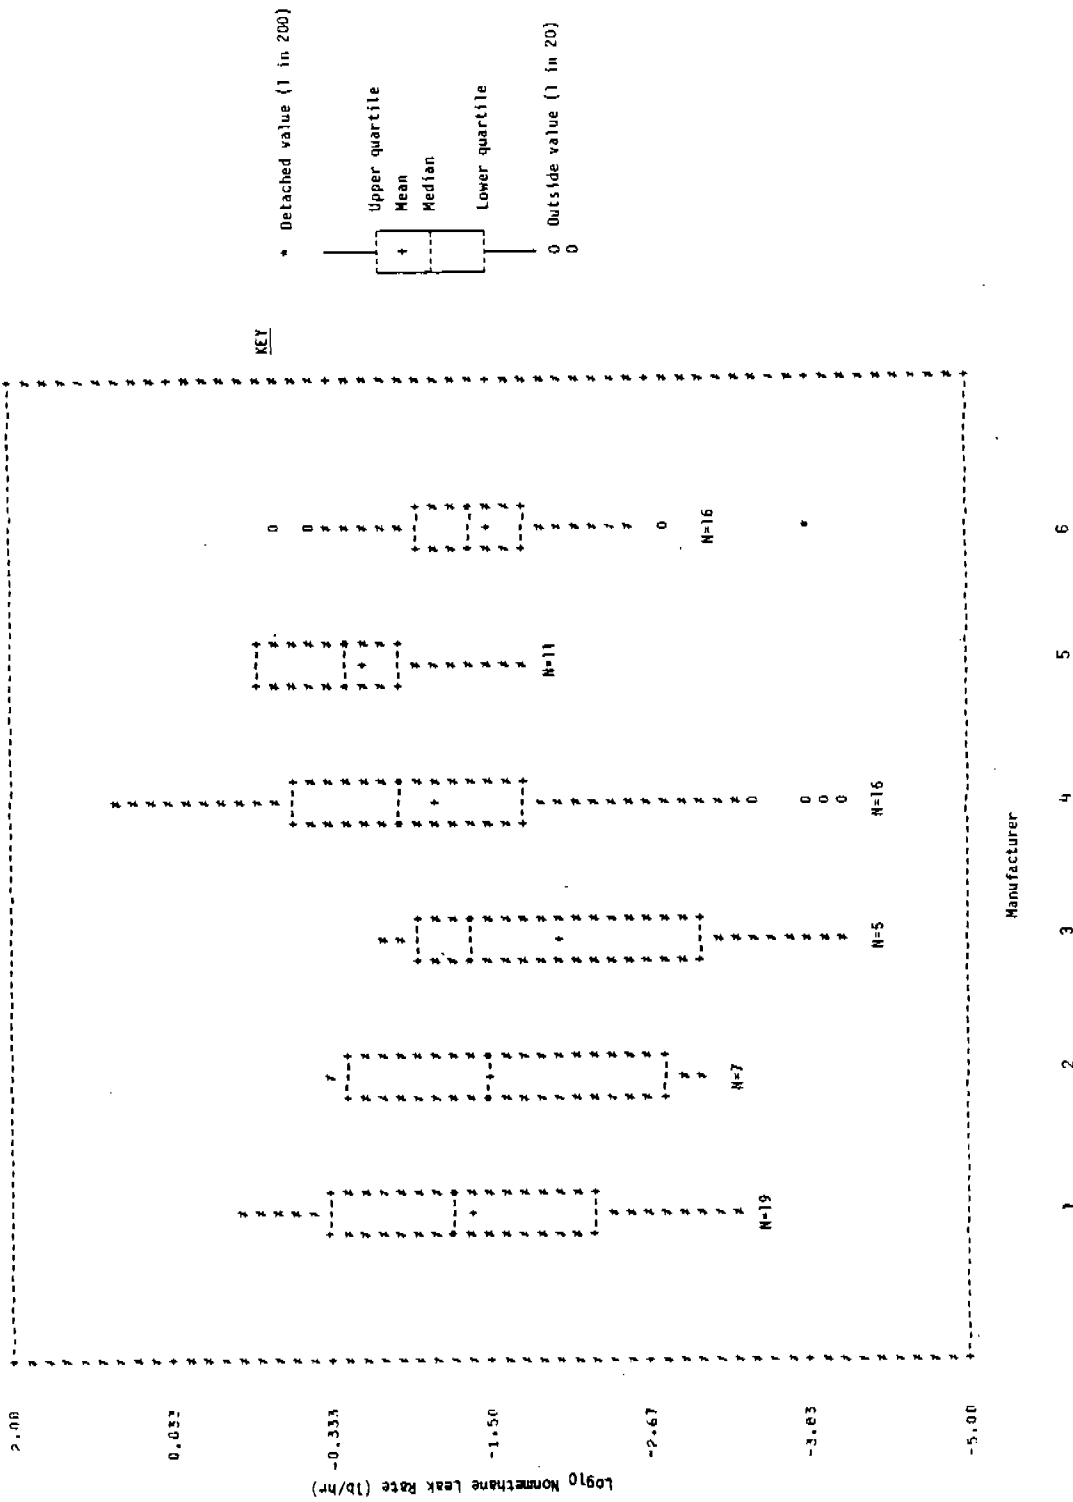 2.00
0.033
-0.333
-1.50
-2.67
-3.83
-5.00
Log10 Nonmethane Leak Rate (lb/hr)
N=19
N=7
N=5
N=16
N=11
N=16
1
2
3
4
5
6
Manufacturer
KEY
* Detached value (1 in 200)
Upper quartile
Mean
Median
Lower quartile
O Outside value (1 in 20)
O